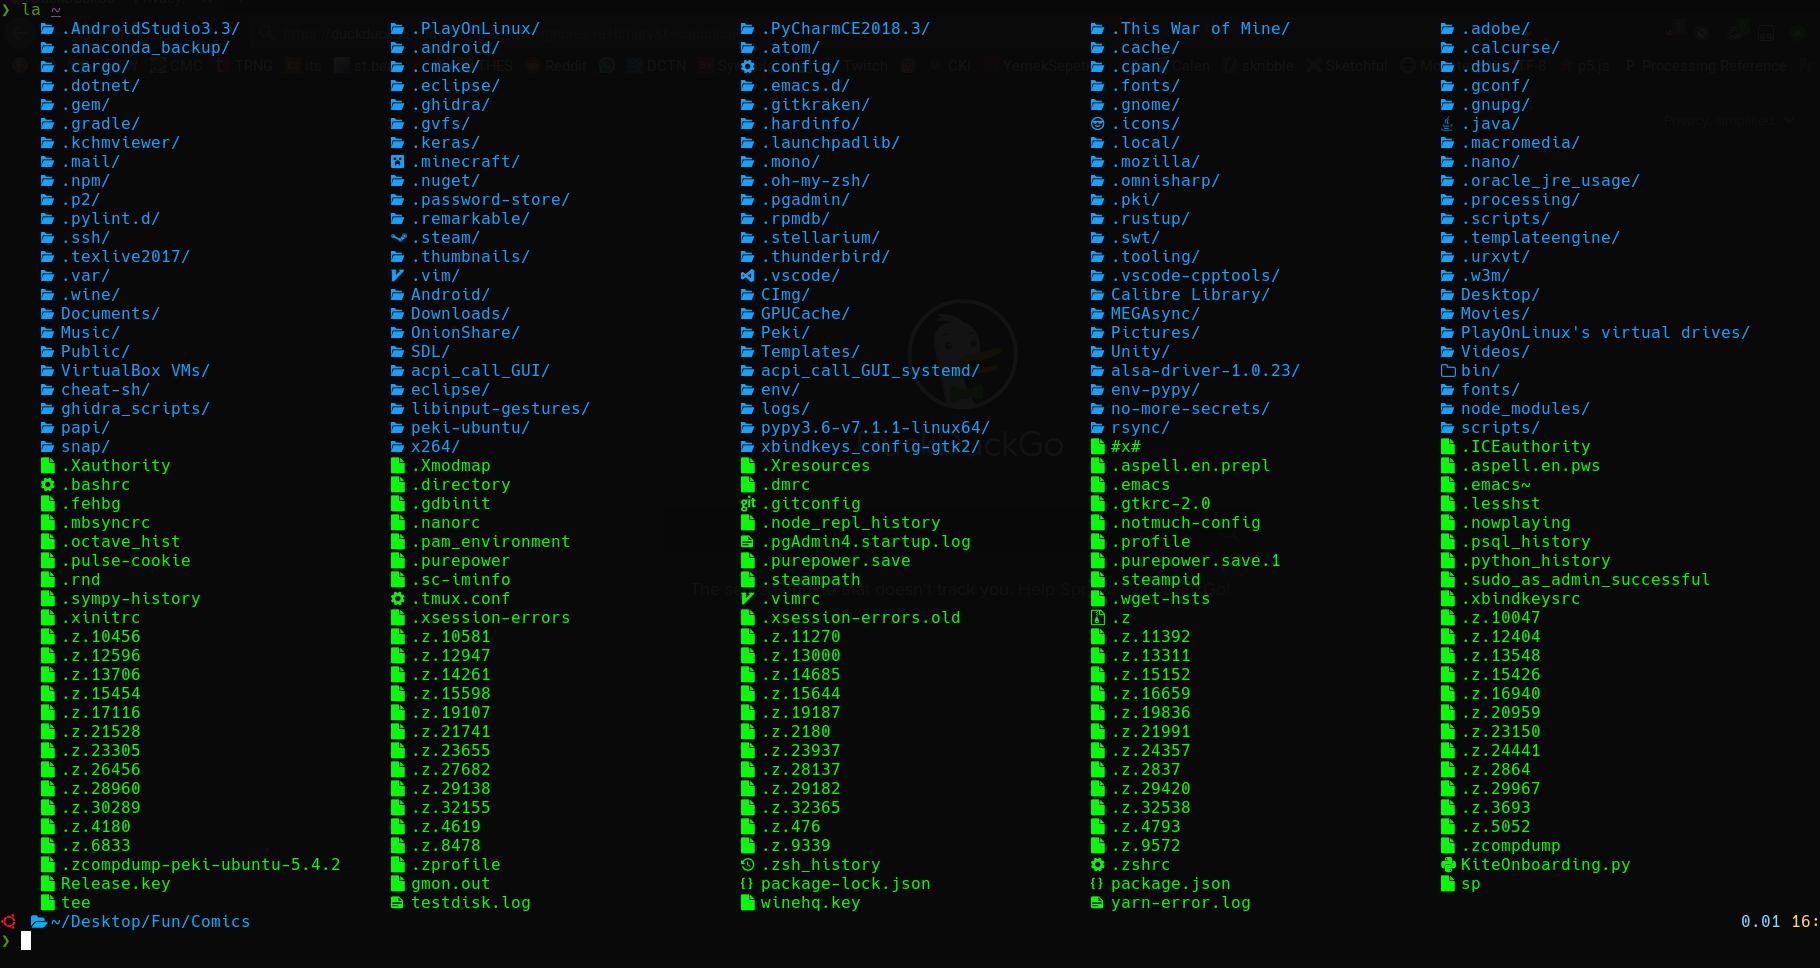 ❯ la ~
.AndroidStudio3.3/ .PlayOnLinux/ .PyCharmCE2018.3/ .This War of Mine/ .adobe/
.anaconda_backup/ .android/ .atom/ .cache/ .calcurse/
.cargo/ .cmake/ .config/ .cpan/ .dbus/
.dotnet/ .eclipse/ .emacs.d/ .fonts/ .gconf/
.gem/ .ghidra/ .gitkraken/ .gnome/ .gnupg/
.gradle/ .gvfs/ .hardinfo/ .icons/ .java/
.kchmviewer/ .keras/ .launchpadlib/ .local/ .macromedia/
.mail/ .minecraft/ .mono/ .mozilla/ .nano/
.npm/ .nuget/ .oh-my-zsh/ .omnisharp/ .oracle_jre_usage/
.p2/ .password-store/ .pgadmin/ .pki/ .processing/
.pylint.d/ .remarkable/ .rpmdb/ .rustup/ .scripts/
.ssh/ .steam/ .stellarium/ .swt/ .templateengine/
.texlive2017/ .thumbnails/ .thunderbird/ .tooling/ .urxvt/
.var/ .vim/ .vscode/ .vscode-cpptools/ .w3m/
.wine/ Android/ CImg/ Calibre Library/ Desktop/
Documents/ Downloads/ GPUCache/ MEGAsync/ Movies/
Music/ OnionShare/ Peki/ Pictures/ PlayOnLinux's virtual drives/
Public/ SDL/ Templates/ Unity/ Videos/
VirtualBox VMs/ acpi_call_GUI/ acpi_call_GUI_systemd/ alsa-driver-1.0.23/ bin/
cheat-sh/ eclipse/ env/ env-pypy/ fonts/
ghidra_scripts/ libinput-gestures/ logs/ no-more-secrets/ node_modules/
papi/ peki-ubuntu/ pypy3.6-v7.1.1-linux64/ rsync/ scripts/
snap/ x264/ xbindkeys_config-gtk2/ #x# .ICEauthority
.Xauthority .Xmodmap .Xresources .aspell.en.prepl .aspell.en.pws
.bashrc .directory .dmrc .emacs .emacs~
.fehbg .gdbinit .gitconfig .gtkrc-2.0 .lesshst
.mbsyncrc .nanorc .node_repl_history .notmuch-config .nowplaying
.octave_hist .pam_environment .pgAdmin4.startup.log .profile .psql_history
.pulse-cookie .purepower .purepower.save .purepower.save.1 .python_history
.rnd .sc-iminfo .steampath .steampid .sudo_as_admin_successful
.sympy-history .tmux.conf .vimrc .wget-hsts .xbindkeysrc
.xinitrc .xsession-errors .xsession-errors.old .z .z.10047
.z.10456 .z.10581 .z.11270 .z.11392 .z.12404
.z.12596 .z.12947 .z.13000 .z.13311 .z.13548
.z.13706 .z.14261 .z.14685 .z.15152 .z.15426
.z.15454 .z.15598 .z.15644 .z.16659 .z.16940
.z.17116 .z.19107 .z.19187 .z.19836 .z.20959
.z.21528 .z.21741 .z.2180 .z.21991 .z.23150
.z.23305 .z.23655 .z.23937 .z.24357 .z.24441
.z.26456 .z.27682 .z.28137 .z.2837 .z.2864
.z.28960 .z.29138 .z.29182 .z.29420 .z.29967
.z.30289 .z.32155 .z.32365 .z.32538 .z.3693
.z.4180 .z.4619 .z.476 .z.4793 .z.5052
.z.6833 .z.8478 .z.9339 .z.9572 .zcompdump
.zcompdump-peki-ubuntu-5.4.2 .zprofile .zsh_history .zshrc KiteOnboarding.py
Release.key gmon.out package-lock.json package.json sp
tee testdisk.log winehq.key yarn-error.log
~/Desktop/Fun/Comics 0.01 16:
❯